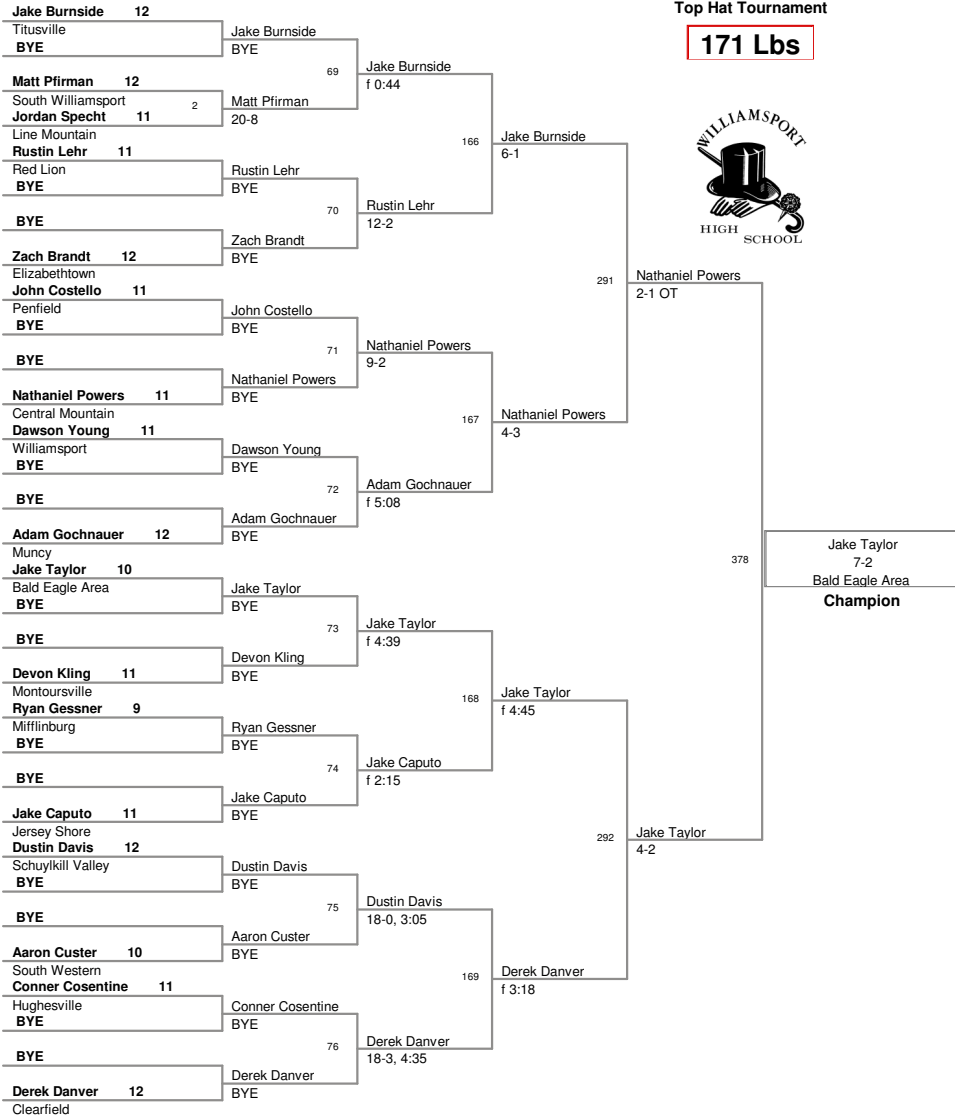 Top Hat Tournament
171 Lbs
WILLIAMSPORT
HIGH SCHOOL
Jake Burnside 12
Titusville
BYE
Matt Pfirman 12
South Williamsport
2
Jordan Specht 11
Line Mountain
Rustin Lehr 11
Red Lion
BYE
BYE
Zach Brandt 12
Elizabethtown
John Costello 11
Penfield
BYE
BYE
Nathaniel Powers 11
Central Mountain
Dawson Young 11
Williamsport
BYE
BYE
Adam Gochnauer 12
Muncy
Jake Taylor 10
Bald Eagle Area
BYE
BYE
Devon Kling 11
Montoursville
Ryan Gessner 9
Mifflinburg
BYE
BYE
Jake Caputo 11
Jersey Shore
Dustin Davis 12
Schuylkill Valley
BYE
BYE
Aaron Custer 10
South Western
Conner Cosentine 11
Hughesville
BYE
BYE
Derek Danver 12
Clearfield
Jake Burnside
BYE
69
Matt Pfirman
20-8
Rustin Lehr
BYE
70
Zach Brandt
BYE
John Costello
BYE
71
Nathaniel Powers
BYE
Dawson Young
BYE
72
Adam Gochnauer
BYE
Jake Taylor
BYE
73
Devon Kling
BYE
Ryan Gessner
BYE
74
Jake Caputo
BYE
Dustin Davis
BYE
75
Aaron Custer
BYE
Conner Cosentine
BYE
76
Derek Danver
BYE
Jake Burnside
f 0:44
166
Rustin Lehr
12-2
Nathaniel Powers
9-2
167
Adam Gochnauer
f 5:08
Jake Taylor
f 4:39
168
Jake Caputo
f 2:15
Dustin Davis
18-0, 3:05
169
Derek Danver
18-3, 4:35
Jake Burnside
6-1
291
Nathaniel Powers
4-3
Jake Taylor
f 4:45
292
Derek Danver
f 3:18
Nathaniel Powers
2-1 OT
378
Jake Taylor
4-2
Jake Taylor
7-2
Bald Eagle Area
Champion